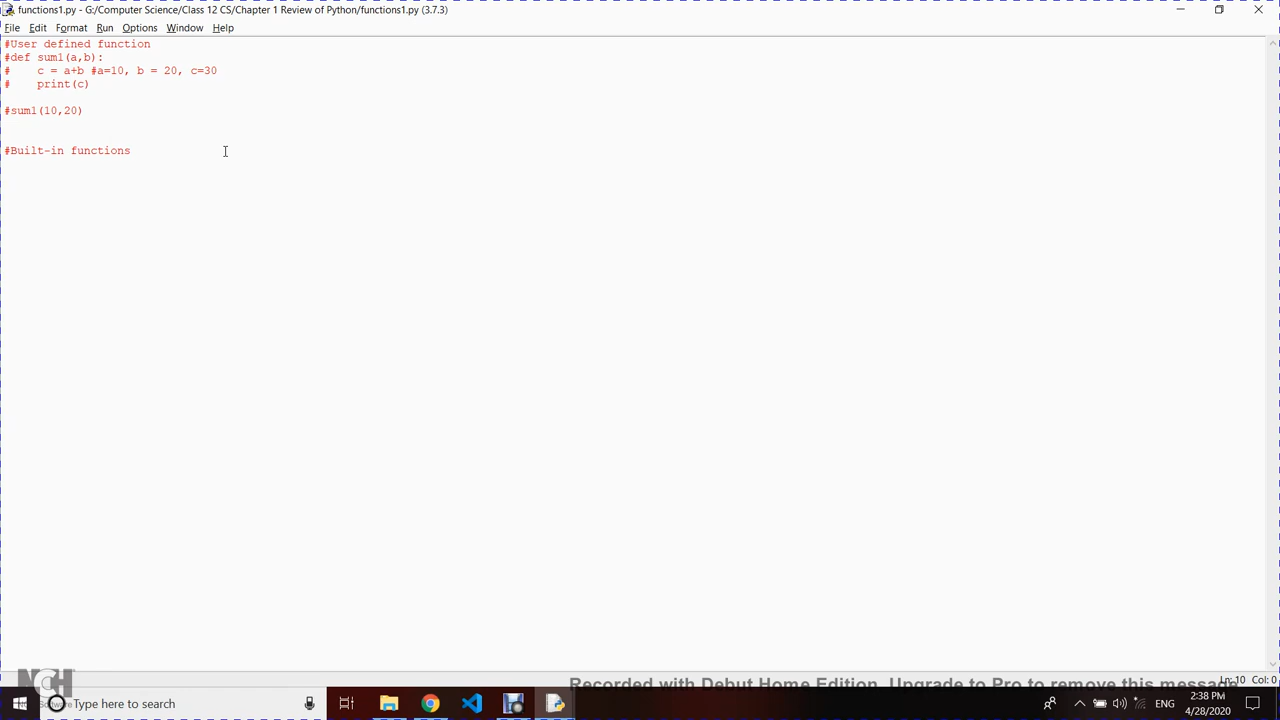 functions1.py - G:/Computer Science/Class 12 CS/Chapter 1 Review of Python/functions1.py (3.7.3)
File Edit Format Run Options Window Help
#User defined function
#def sum1(a,b):
#    c = a+b #a=10, b = 20, c=30
#    print(c)
#sum1(10,20)
#Built-in functions
Ln: 10 Col: 0
NCH Software
Recorded with Debut Home Edition. Upgrade to Pro to remove this message
Type here to search
ENG
2:38 PM
4/28/2020